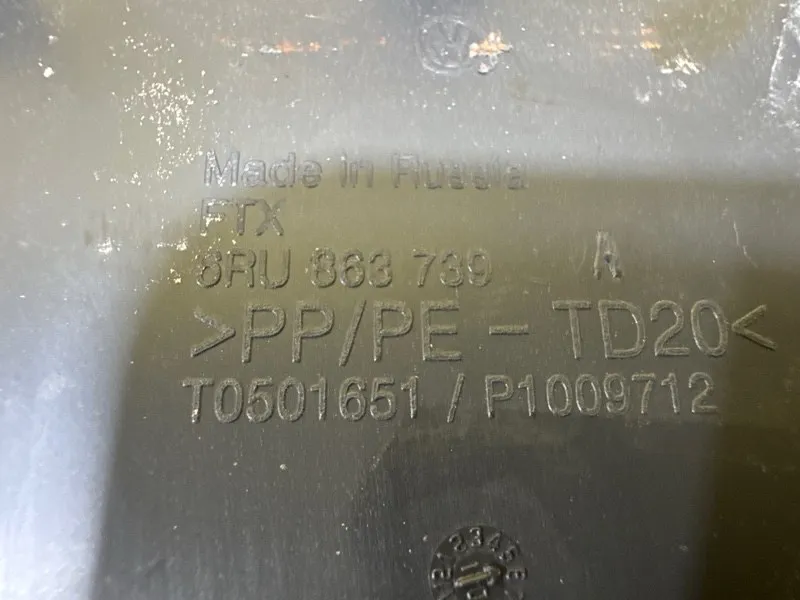 Made in Russia
FTX
6RU 863 739 A
>PP/PE - TD20<
T0501651 / P1009712